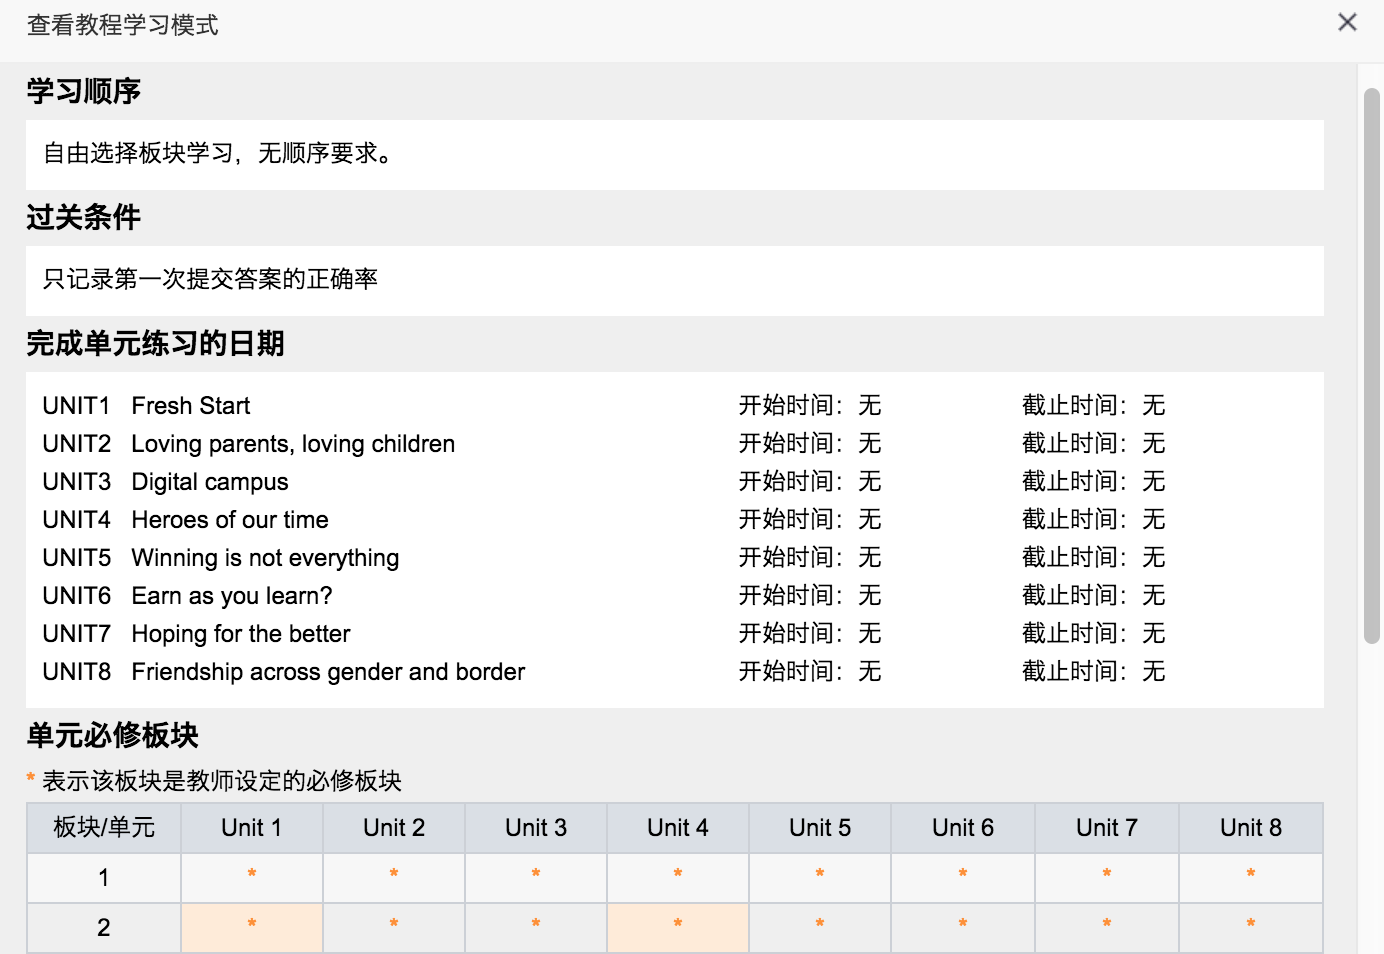 查看教程学习模式
学习顺序
自由选择板块学习，无顺序要求。
过关条件
只记录第一次提交答案的正确率
完成单元练习的日期
UNIT1 Fresh Start 开始时间：无 截止时间：无
UNIT2 Loving parents, loving children 开始时间：无 截止时间：无
UNIT3 Digital campus 开始时间：无 截止时间：无
UNIT4 Heroes of our time 开始时间：无 截止时间：无
UNIT5 Winning is not everything 开始时间：无 截止时间：无
UNIT6 Earn as you learn? 开始时间：无 截止时间：无
UNIT7 Hoping for the better 开始时间：无 截止时间：无
UNIT8 Friendship across gender and border 开始时间：无 截止时间：无
单元必修板块
* 表示该板块是教师设定的必修板块
板块/单元 Unit 1 Unit 2 Unit 3 Unit 4 Unit 5 Unit 6 Unit 7 Unit 8
1 * * * * * * * *
2 * * * * * * * *